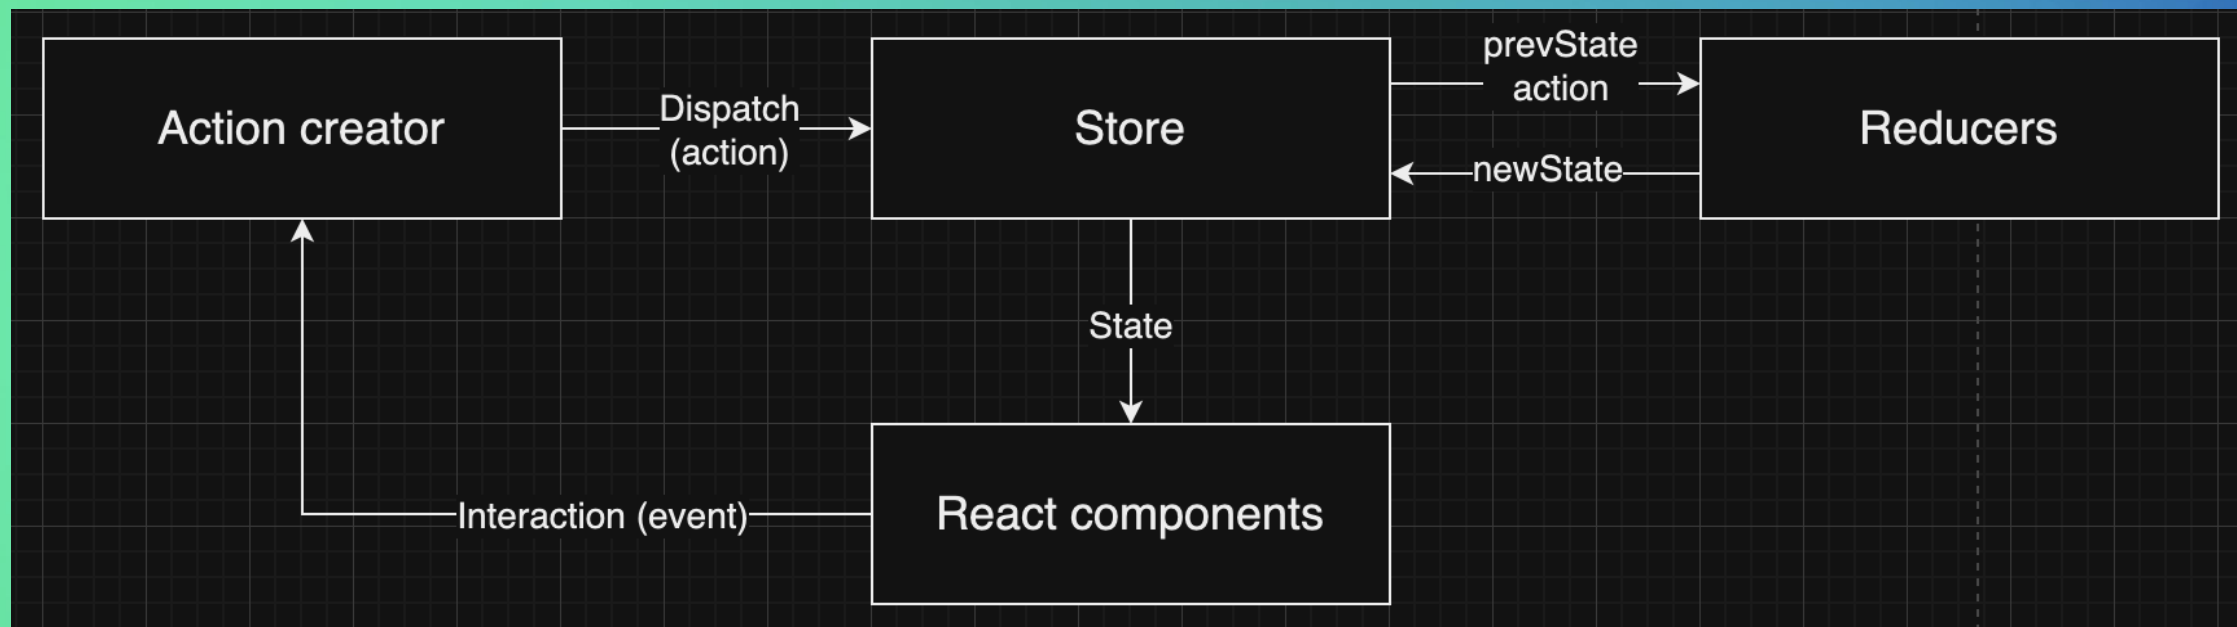 Action creator
Dispatch
(action)
Store
prevState
action
newState
Reducers
State
React components
Interaction (event)